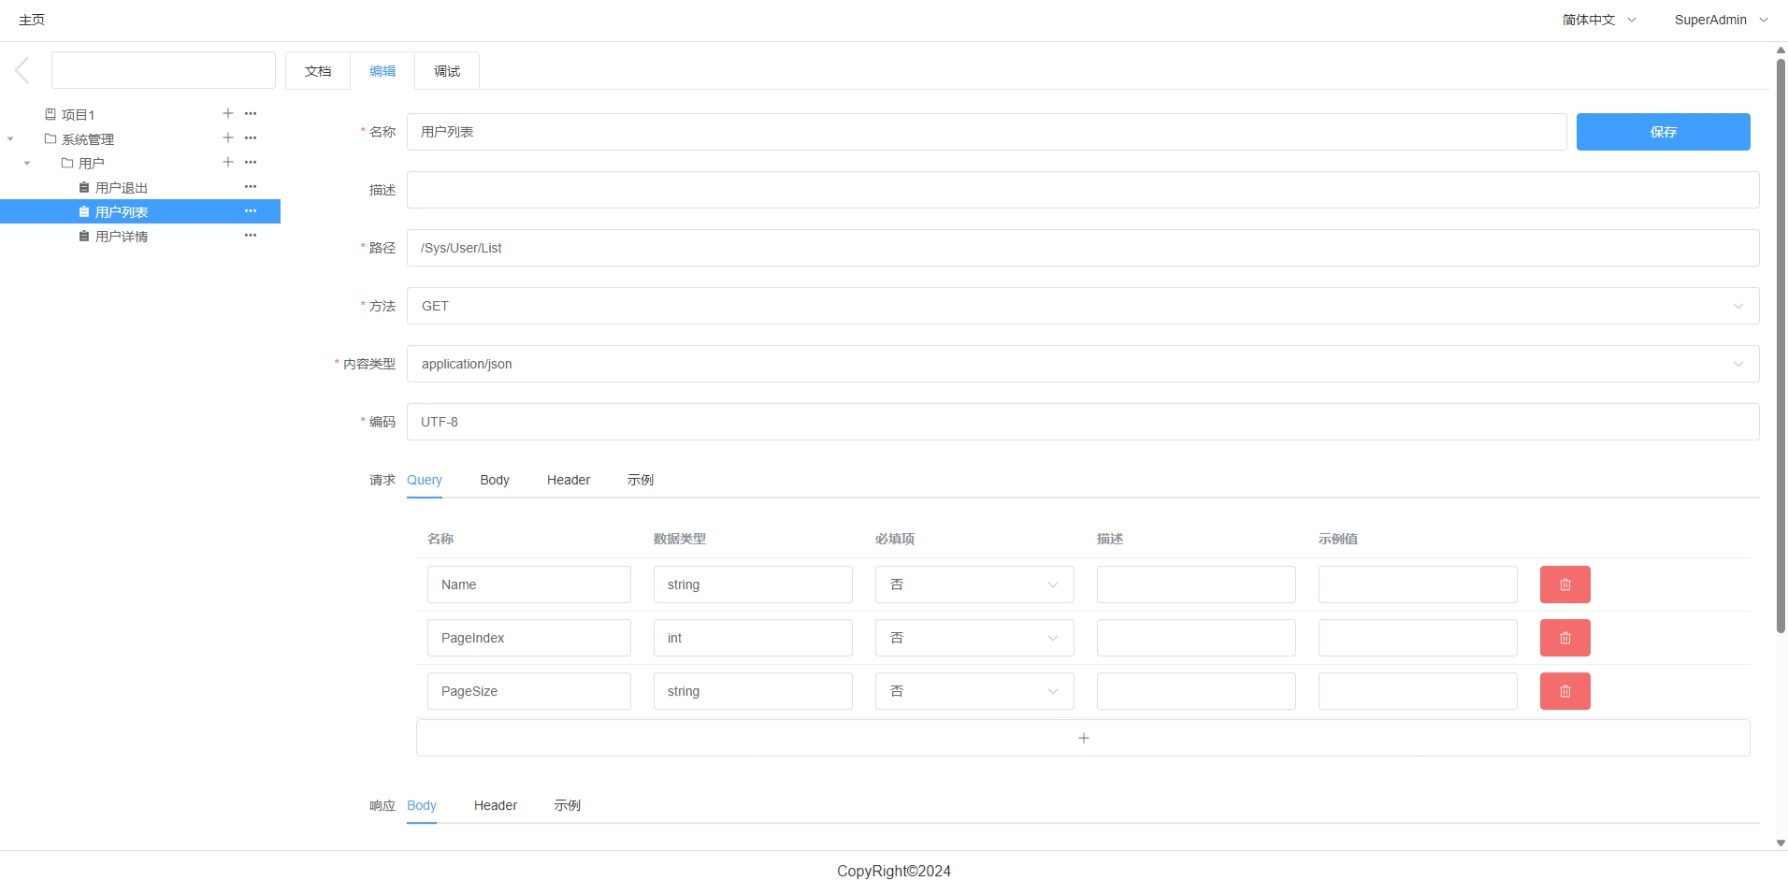 主页
简体中文
SuperAdmin
文档
编辑
调试
项目1
系统管理
用户
用户退出
用户列表
用户详情
* 名称
用户列表
保存
描述
* 路径
/Sys/User/List
* 方法
GET
* 内容类型
application/json
* 编码
UTF-8
请求
Query
Body
Header
示例
名称
数据类型
必填项
描述
示例值
Name
string
否
PageIndex
int
否
PageSize
string
否
响应
Body
Header
示例
CopyRight©2024